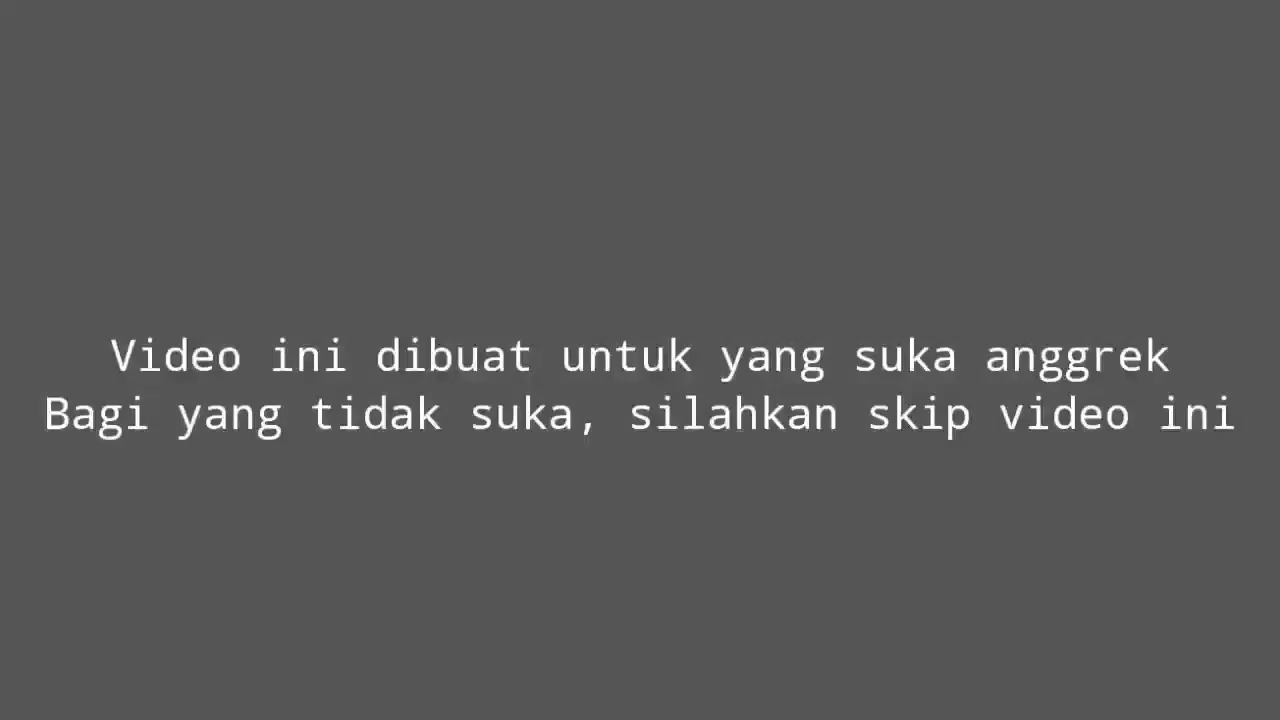 Video ini dibuat untuk yang suka anggrek
Bagi yang tidak suka, silahkan skip video ini